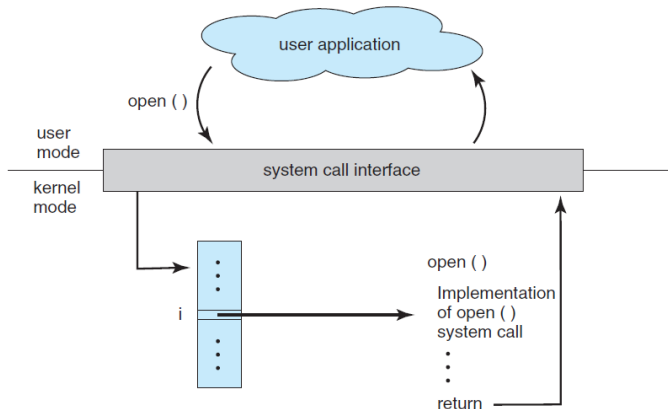 user application
open ( )
user
mode
system call interface
kernel
mode
open ( )
i
Implementation
of open ( )
system call
return